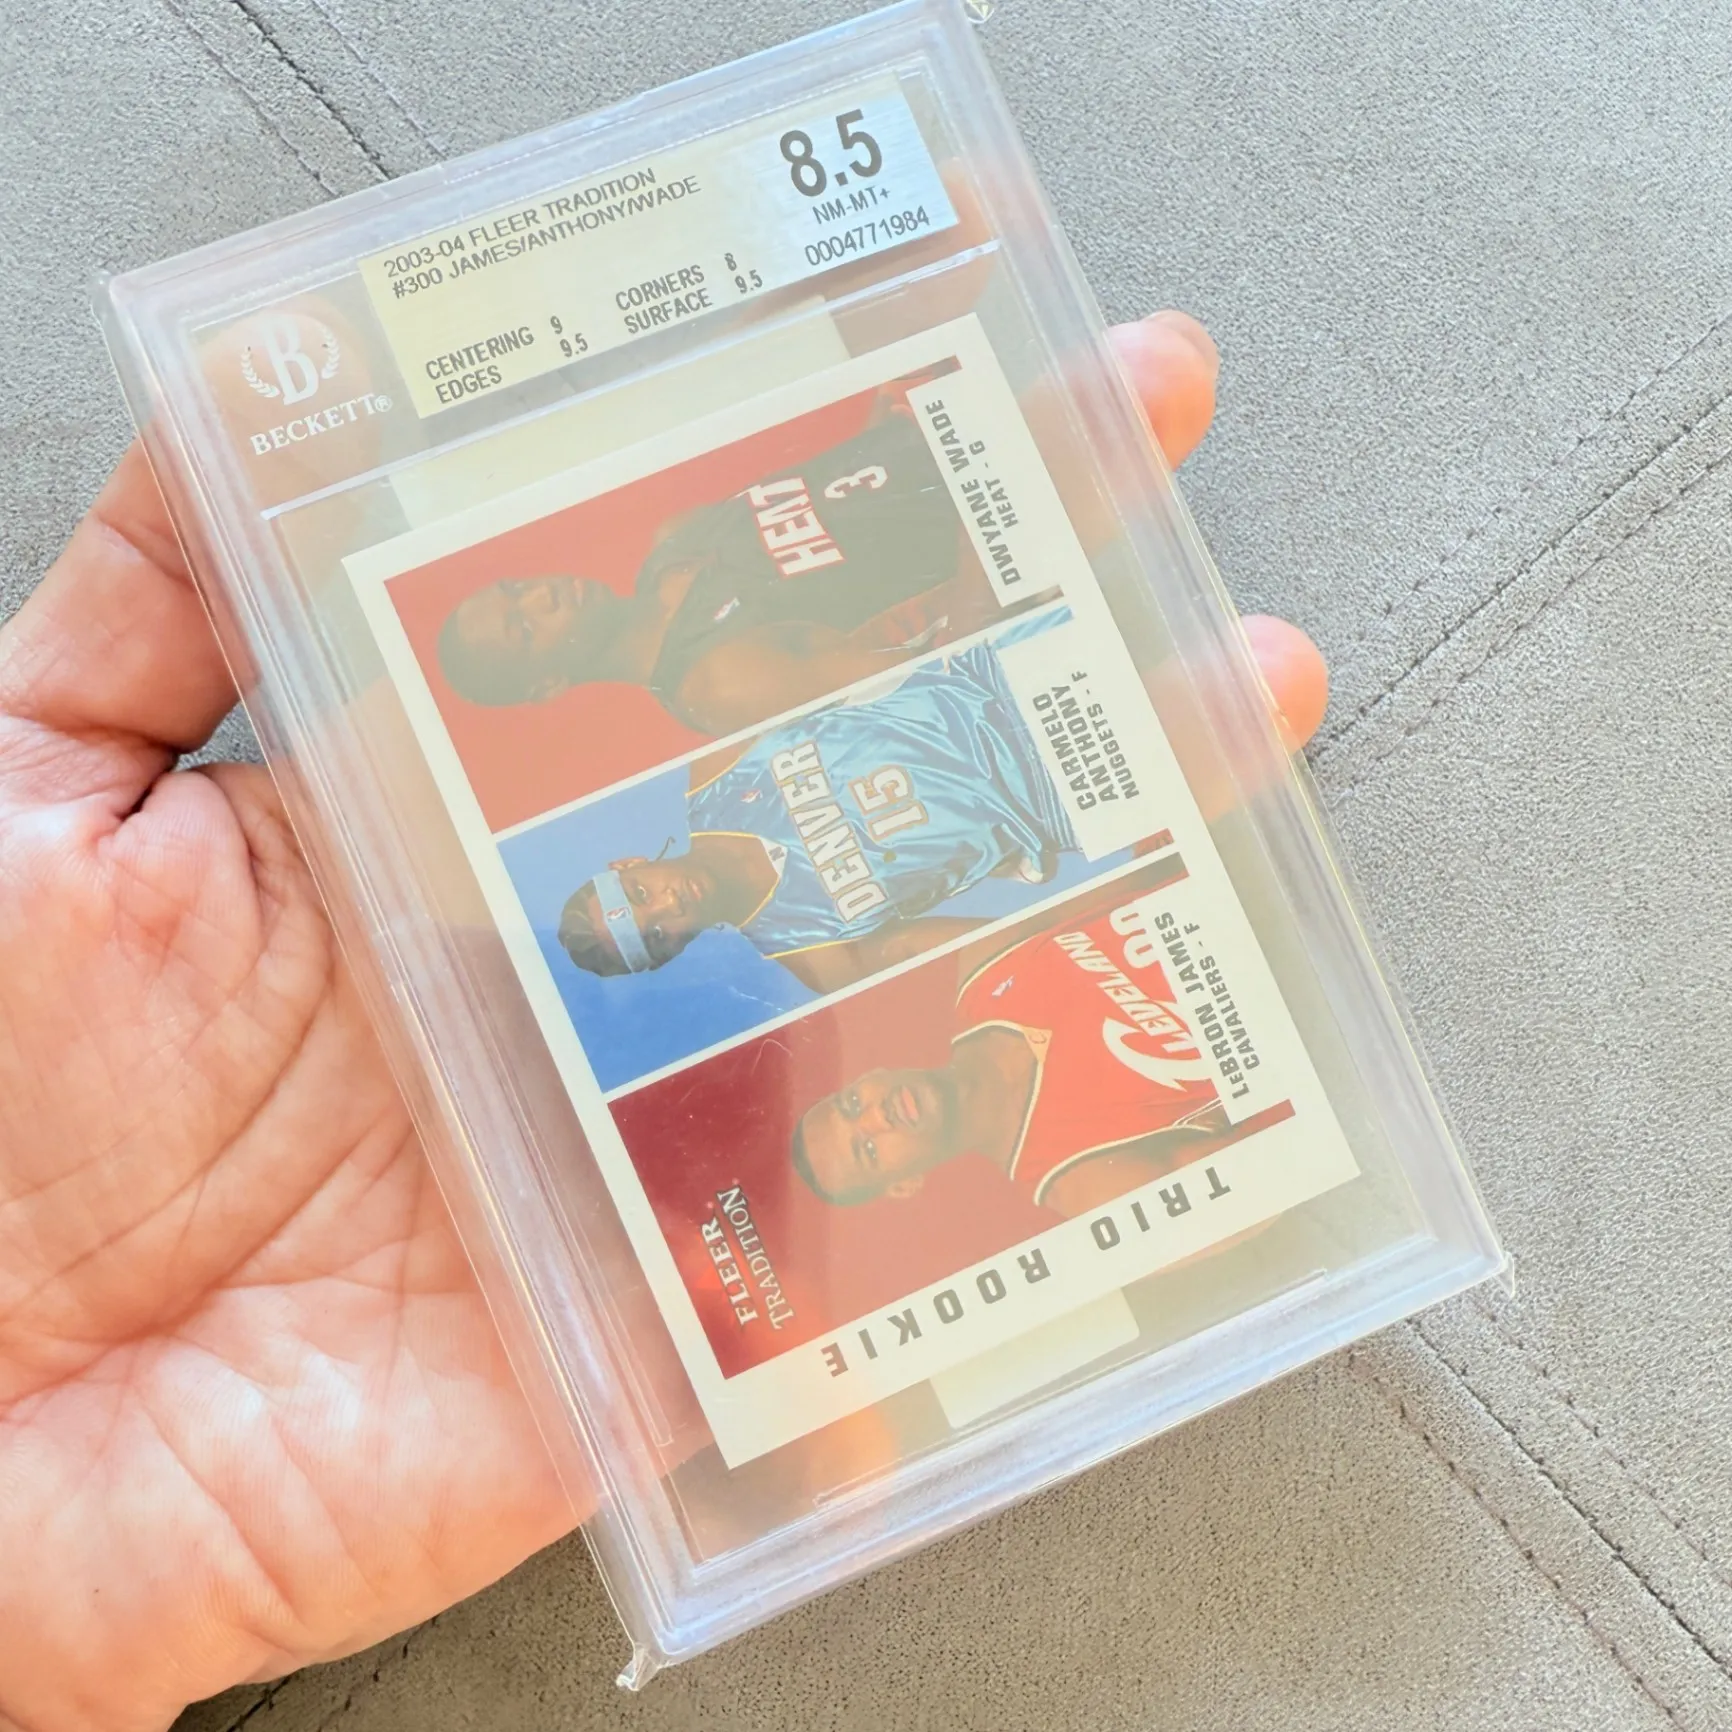 2003-04 FLEER TRADITION
#300 JAMES/ANTHONY/WADE
8.5
NM-MT+
0004771984
CENTERING 9
EDGES 9.5
CORNERS 8
SURFACE 9.5
B
BECKETT®
DWYANE WADE
HEAT - G
HEAT
3
CARMELO
ANTHONY
NUGGETS - F
DENVER
15
LEBRON JAMES
CAVALIERS - F
CLEVELAND
FLEER
TRADITION
TRIO ROOKIE